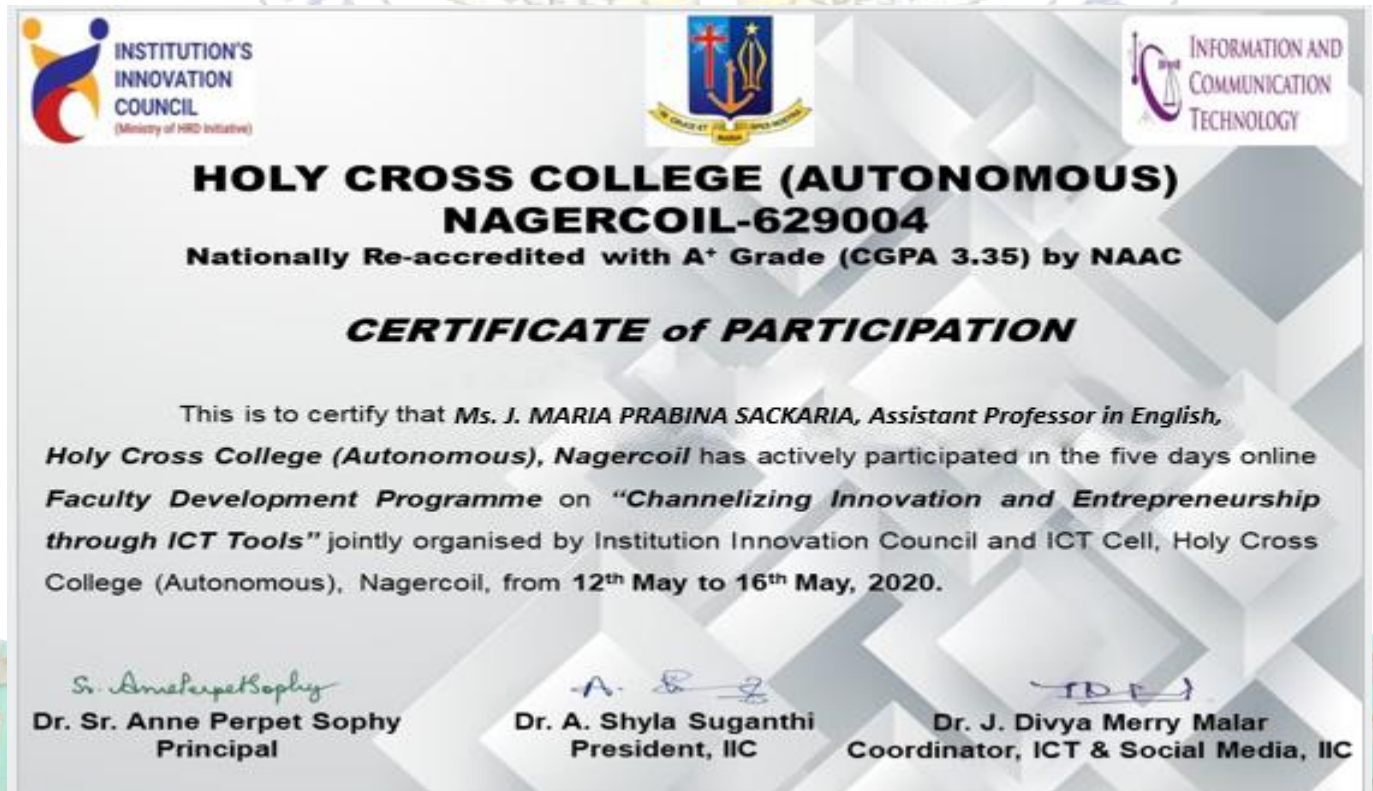 INSTITUTION'S
INNOVATION
COUNCIL
(Ministry of HRD Initiative)
INFORMATION AND
COMMUNICATION
TECHNOLOGY
HOLY CROSS COLLEGE (AUTONOMOUS)
NAGERCOIL-629004
Nationally Re-accredited with A⁺ Grade (CGPA 3.35) by NAAC
CERTIFICATE of PARTICIPATION
This is to certify that Ms. J. MARIA PRABINA SACKARIA, Assistant Professor in English,
Holy Cross College (Autonomous), Nagercoil has actively participated in the five days online
Faculty Development Programme on “Channelizing Innovation and Entrepreneurship
through ICT Tools” jointly organised by Institution Innovation Council and ICT Cell, Holy Cross
College (Autonomous), Nagercoil, from 12ᵗʰ May to 16ᵗʰ May, 2020.
Sr. AnnePerpetSophy
Dr. Sr. Anne Perpet Sophy
Principal
Dr. A. Shyla Suganthi
President, IIC
Dr. J. Divya Merry Malar
Coordinator, ICT & Social Media, IIC